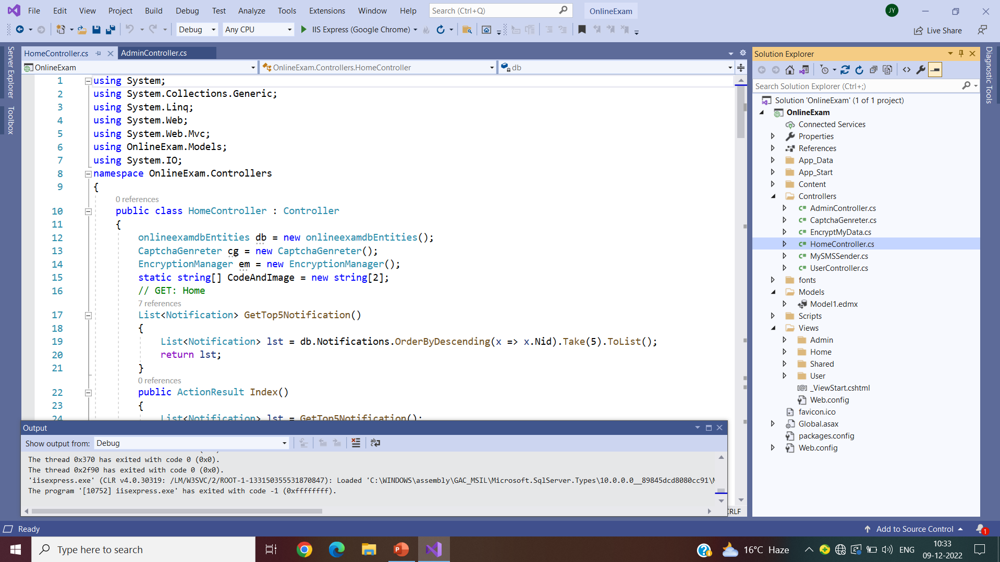 File Edit View Project Build Debug Test Analyze Tools Extensions Window Help Search (Ctrl+Q) OnlineExam JY
Debug Any CPU IIS Express (Google Chrome) Live Share
Server Explorer
Toolbox
HomeController.cs AdminController.cs
OnlineExam OnlineExam.Controllers.HomeController db
1 using System;
2 using System.Collections.Generic;
3 using System.Linq;
4 using System.Web;
5 using System.Web.Mvc;
6 using OnlineExam.Models;
7 using System.IO;
8 namespace OnlineExam.Controllers
9 {
0 references
10 public class HomeController : Controller
11 {
12 onlineexamdbEntities db = new onlineexamdbEntities();
13 CaptchaGenreter cg = new CaptchaGenreter();
14 EncryptionManager em = new EncryptionManager();
15 static string[] CodeAndImage = new string[2];
16 // GET: Home
7 references
17 List<Notification> GetTop5Notification()
18 {
19 List<Notification> lst = db.Notifications.OrderByDescending(x => x.Nid).Take(5).ToList();
20 return lst;
21 }
0 references
22 public ActionResult Index()
23 {
24 List<Notification> lst = GetTop5Notification();
Output
Show output from: Debug
The thread 0x370 has exited with code 0 (0x0).
The thread 0x2f90 has exited with code 0 (0x0).
'iisexpress.exe' (CLR v4.0.30319: /LM/W3SVC/2/ROOT-1-133150355531870847): Loaded 'C:\WINDOWS\assembly\GAC_MSIL\Microsoft.SqlServer.Types\10.0.0.0__89845dcd8080cc91\
The program '[10752] iisexpress.exe' has exited with code -1 (0xffffffff).
CRLF
Solution Explorer
Search Solution Explorer (Ctrl+;)
Solution 'OnlineExam' (1 of 1 project)
OnlineExam
Connected Services
Properties
References
App_Data
App_Start
Content
Controllers
C# AdminController.cs
C# CaptchaGenreter.cs
C# EncryptMyData.cs
C# HomeController.cs
C# MySMSSender.cs
C# UserController.cs
fonts
Models
Model1.edmx
Scripts
Views
Admin
Home
Shared
User
[@] _ViewStart.cshtml
Web.config
favicon.ico
Global.asax
packages.config
Web.config
Diagnostic Tools
Ready Add to Source Control 1
Type here to search 16°C Haze ENG 10:33
09-12-2022